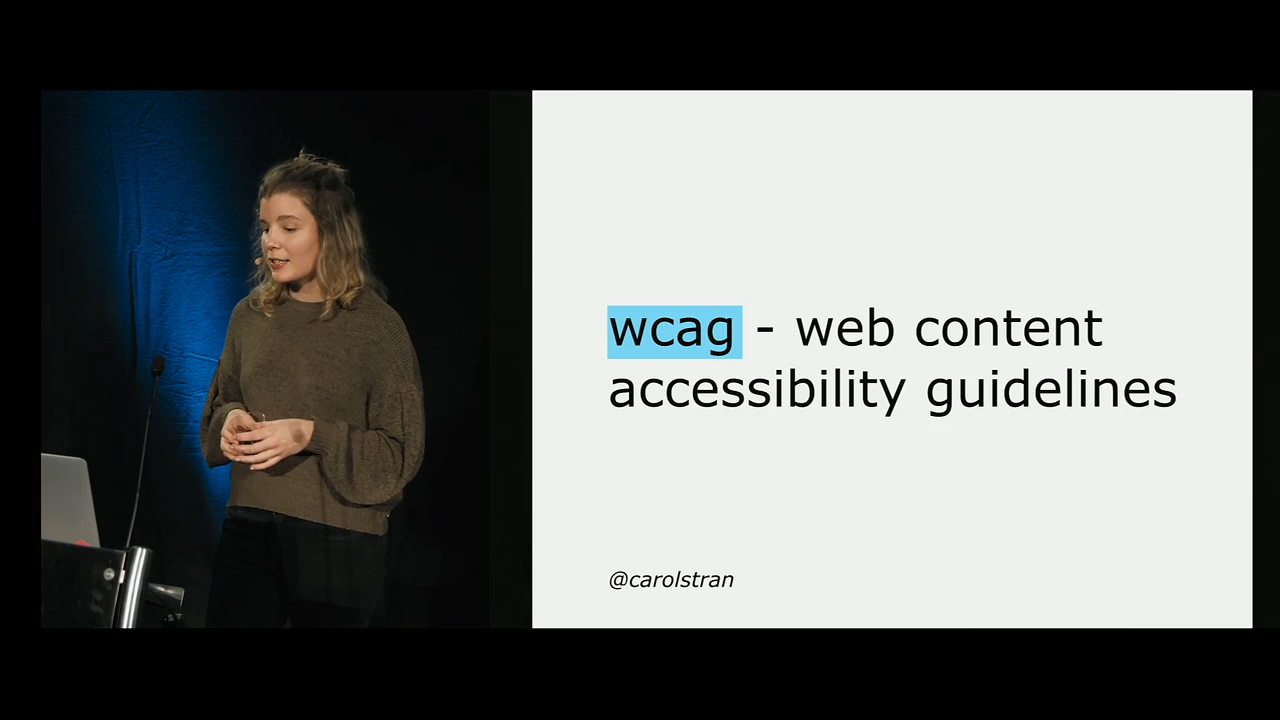 wcag - web content
accessibility guidelines
@carolstran